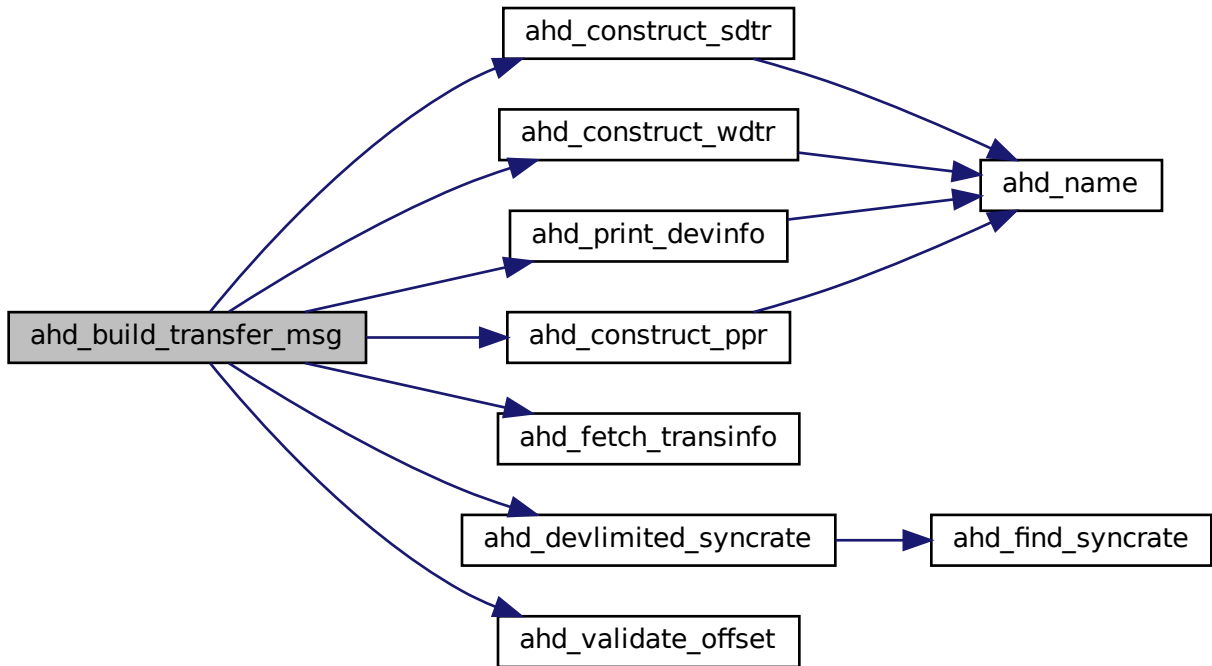 ahd_construct_sdtr
ahd_construct_wdtr
ahd_name
ahd_print_devinfo
ahd_build_transfer_msg
ahd_construct_ppr
ahd_fetch_transinfo
ahd_devlimited_syncrate
ahd_find_syncrate
ahd_validate_offset